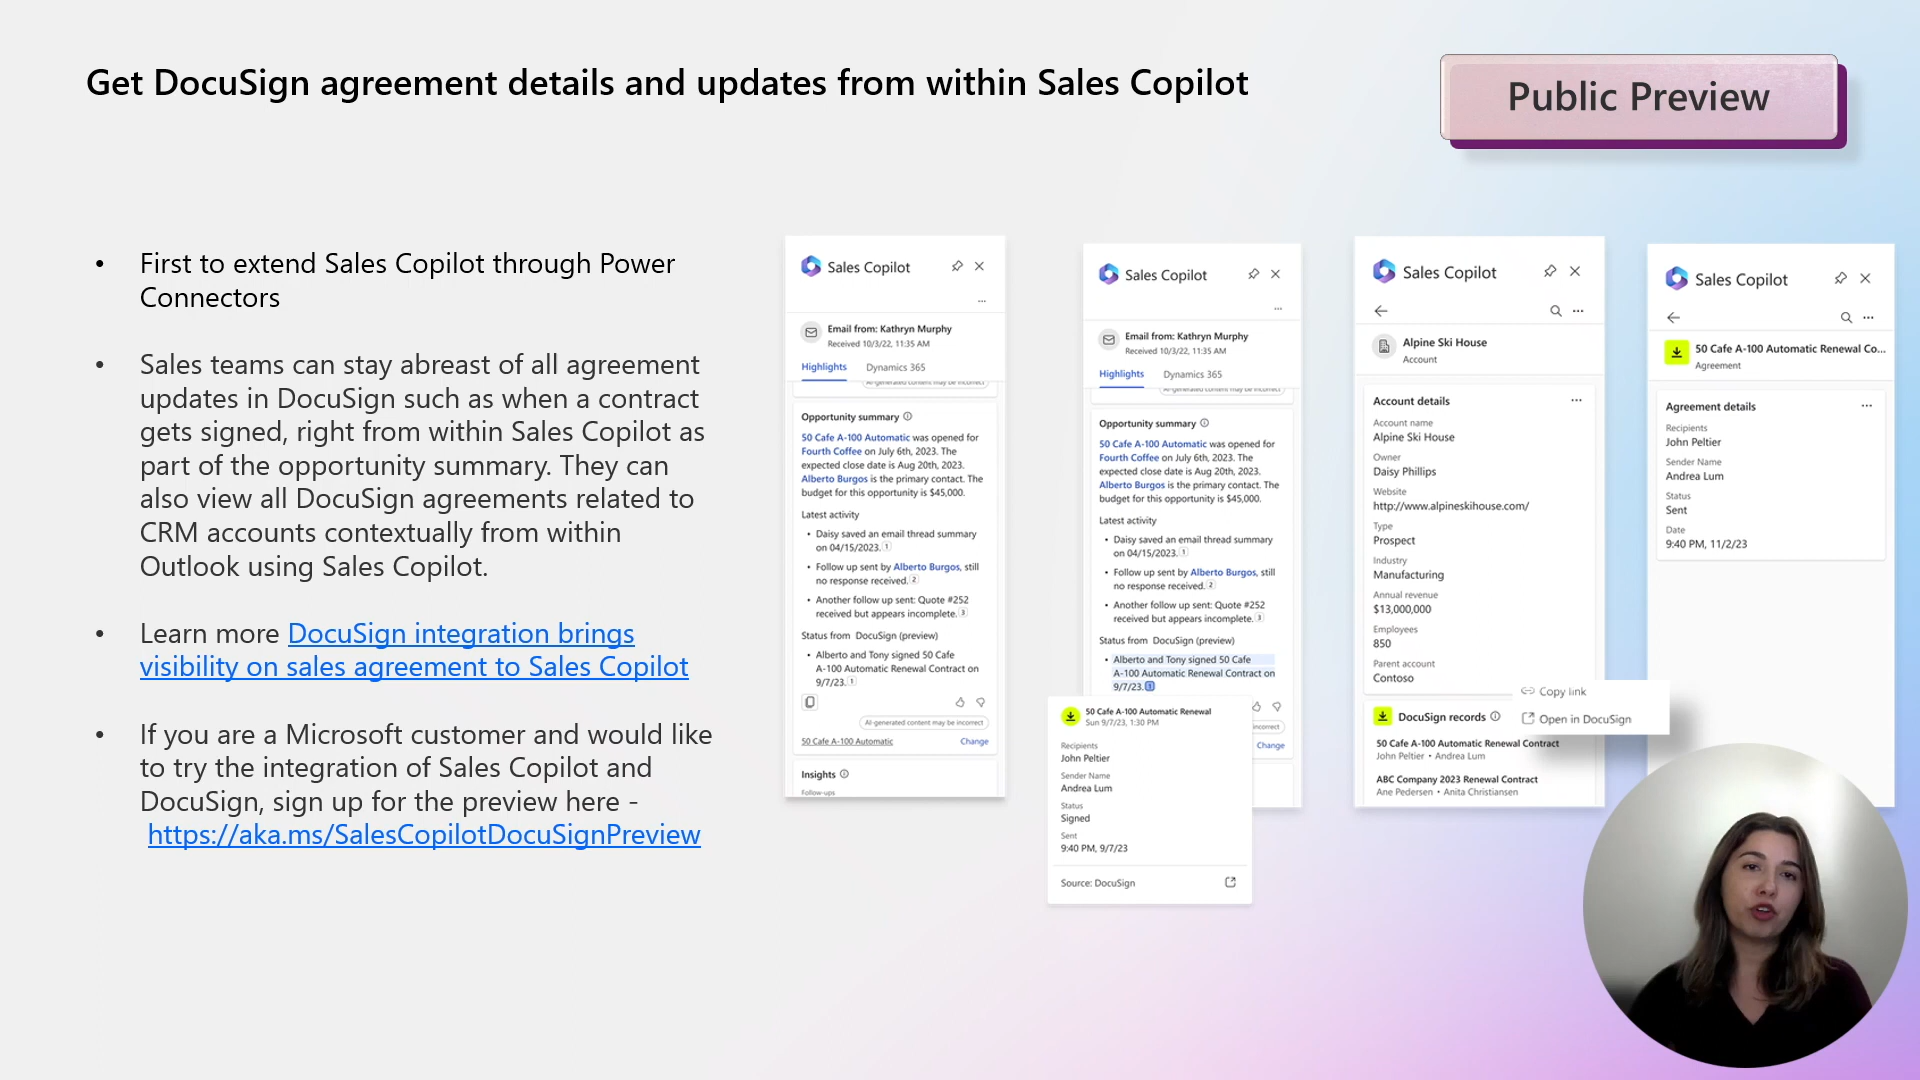 Get DocuSign agreement details and updates from within Sales Copilot
Public Preview
• First to extend Sales Copilot through Power
Connectors
• Sales teams can stay abreast of all agreement
updates in DocuSign such as when a contract
gets signed, right from within Sales Copilot as
part of the opportunity summary. They can
also view all DocuSign agreements related to
CRM accounts contextually from within
Outlook using Sales Copilot.
• Learn more DocuSign integration brings
visibility on sales agreement to Sales Copilot
• If you are a Microsoft customer and would like
to try the integration of Sales Copilot and
DocuSign, sign up for the preview here -
https://aka.ms/SalesCopilotDocuSignPreview
Sales Copilot
Email from: Kathryn Murphy
Received 10/3/22, 11:35 AM
Highlights Dynamics 365
AI-generated content may be incorrect
Opportunity summary
50 Cafe A-100 Automatic was opened for
Fourth Coffee on July 6th, 2023. The
expected close date is Aug 20th, 2023.
Alberto Burgos is the primary contact. The
budget for this opportunity is $45,000.
Latest activity
• Daisy saved an email thread summary
on 04/15/2023. 1
• Follow up sent by Alberto Burgos, still
no response received. 2
• Another follow up sent: Quote #252
received but appears incomplete. 3
Status from DocuSign (preview)
• Alberto and Tony signed 50 Cafe
A-100 Automatic Renewal Contract on
9/7/23. 1
AI-generated content may be incorrect
50 Cafe A-100 Automatic Change
Insights
Follow-ups
Sales Copilot
Email from: Kathryn Murphy
Received 10/3/22, 11:35 AM
Highlights Dynamics 365
AI-generated content may be incorrect
Opportunity summary
50 Cafe A-100 Automatic was opened for
Fourth Coffee on July 6th, 2023. The
expected close date is Aug 20th, 2023.
Alberto Burgos is the primary contact. The
budget for this opportunity is $45,000.
Latest activity
• Daisy saved an email thread summary
on 04/15/2023. 1
• Follow up sent by Alberto Burgos, still
no response received. 2
• Another follow up sent: Quote #252
received but appears incomplete. 3
Status from DocuSign (preview)
• Alberto and Tony signed 50 Cafe
A-100 Automatic Renewal Contract on
9/7/23. 1
incorrect
Change
50 Cafe A-100 Automatic Renewal
Sun 9/7/23, 1:30 PM
Recipients
John Peltier
Sender Name
Andrea Lum
Status
Signed
Sent
9:40 PM, 9/7/23
Source: DocuSign
Sales Copilot
Alpine Ski House
Account
Account details
Account name
Alpine Ski House
Owner
Daisy Phillips
Website
http://www.alpineskihouse.com/
Type
Prospect
Industry
Manufacturing
Annual revenue
$13,000,000
Employees
850
Parent account
Contoso
Copy link
Open in DocuSign
DocuSign records
50 Cafe A-100 Automatic Renewal Contract
John Peltier • Andrea Lum
ABC Company 2023 Renewal Contract
Ane Pedersen • Anita Christiansen
Sales Copilot
50 Cafe A-100 Automatic Renewal Co...
Agreement
Agreement details
Recipients
John Peltier
Sender Name
Andrea Lum
Status
Sent
Date
9:40 PM, 11/2/23